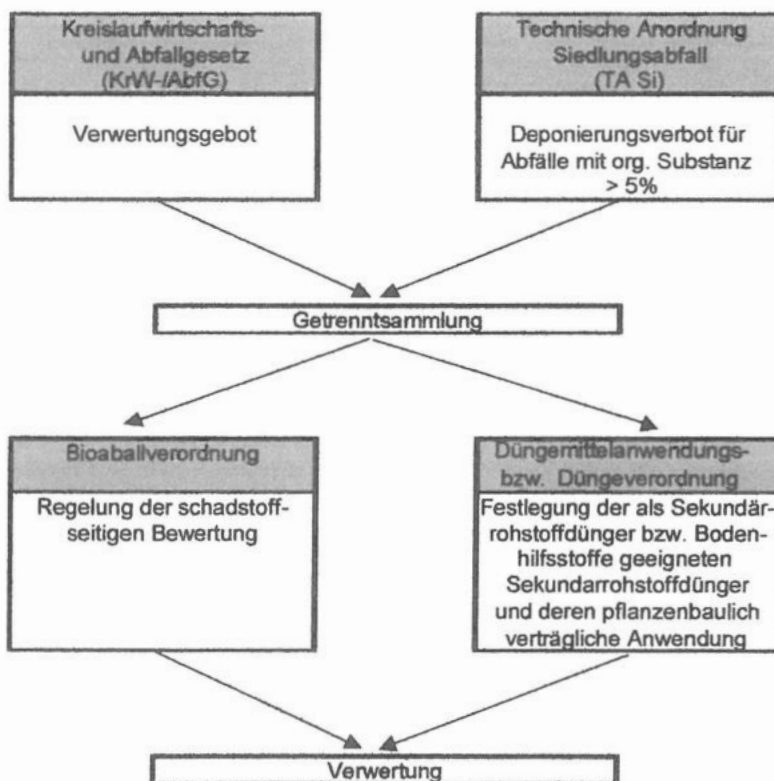 Kreislaufwirtschafts-
und Abfallgesetz
(KrW-/AbfG)
Verwertungsgebot
Technische Anordnung
Siedlungsabfall
(TA Si)
Deponierungsverbot für
Abfälle mit org. Substanz
> 5%
Getrenntsammlung
Bioaballverordnung
Regelung der schadstoff-
seitigen Bewertung
Düngemittelanwendungs-
bzw. Düngeverordnung
Festlegung der als Sekundär-
rohstoffdünger bzw. Boden-
hilfsstoffe geeigneten
Sekundarrohstoffdünger
und deren pflanzenbaulich
verträgliche Anwendung
Verwertung